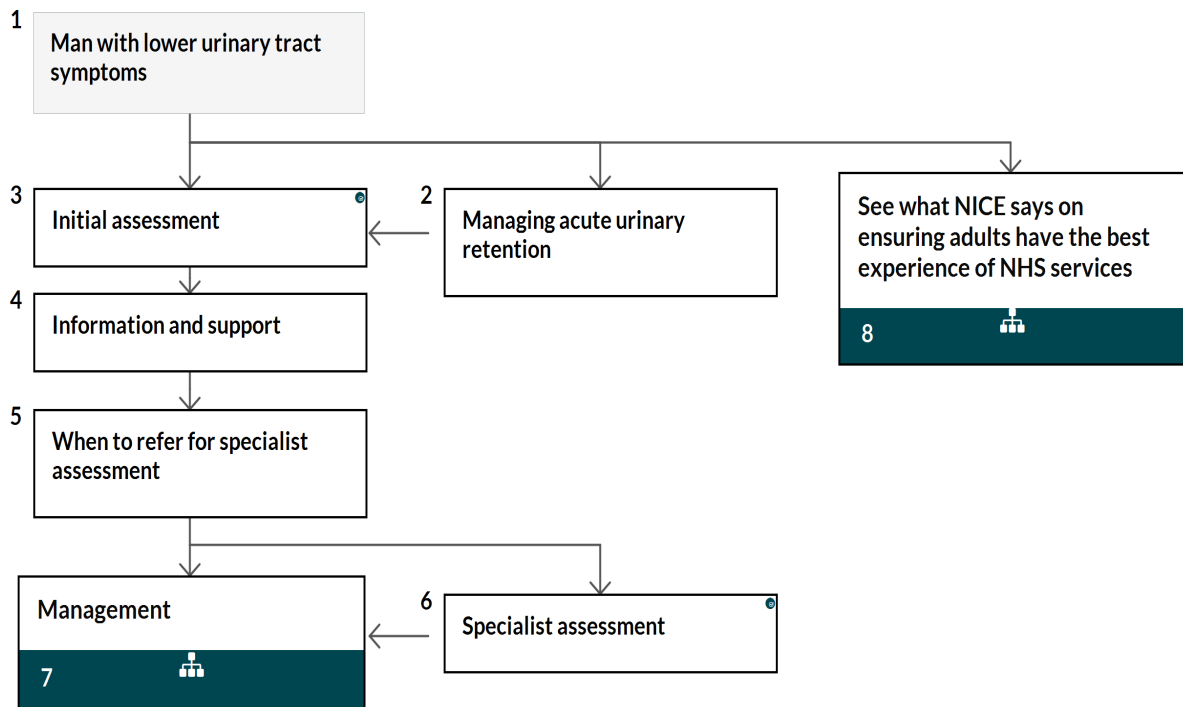 1
Man with lower urinary tract
symptoms
3
Initial assessment
2
Managing acute urinary
retention
See what NICE says on
ensuring adults have the best
experience of NHS services
8
4
Information and support
5
When to refer for specialist
assessment
Management
7
6
Specialist assessment